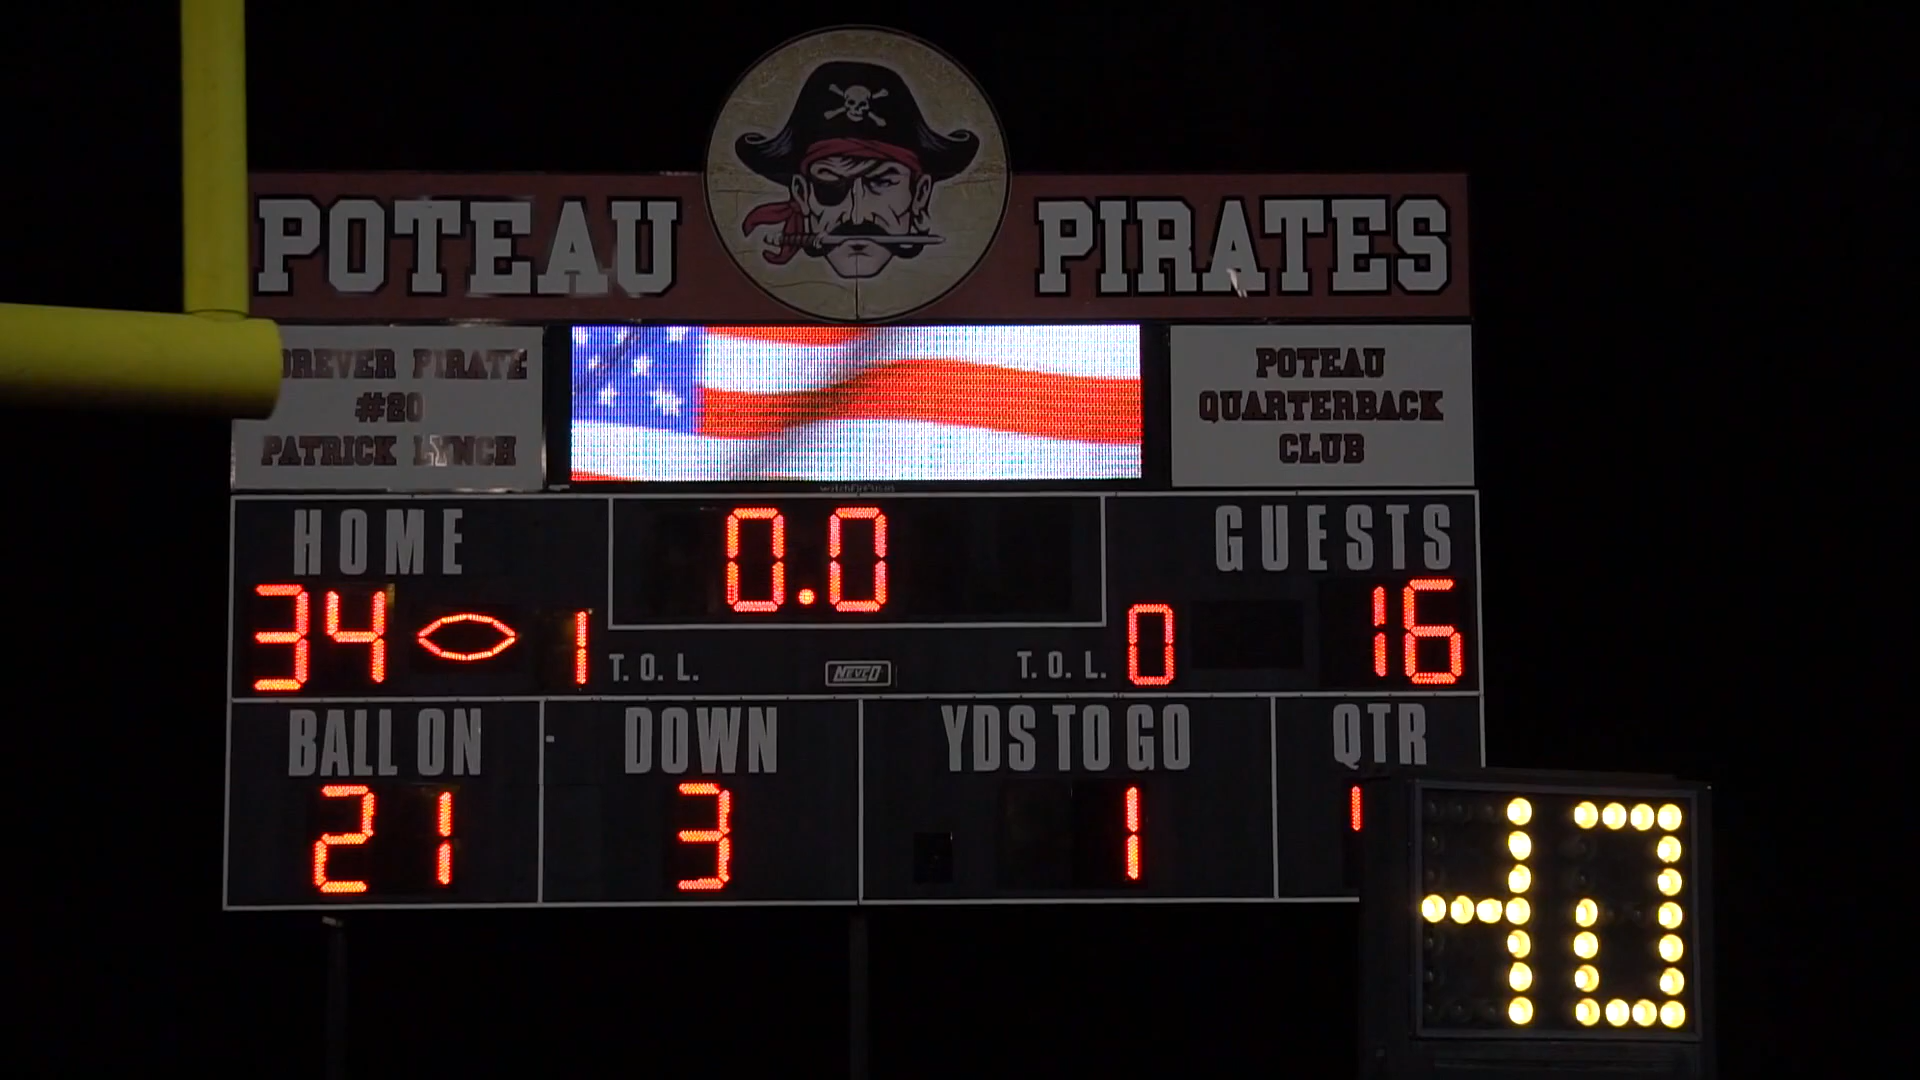 POTEAU PIRATES
OREVER PIRATE
#80
PATRICK LYNCH
POTEAU
QUARTERBACK
CLUB
HOME 0.0 GUESTS
34 1 T.O.L. NEVCO T.O.L. 0 16
BALL ON DOWN YDS TO GO QTR
21 3 1
40